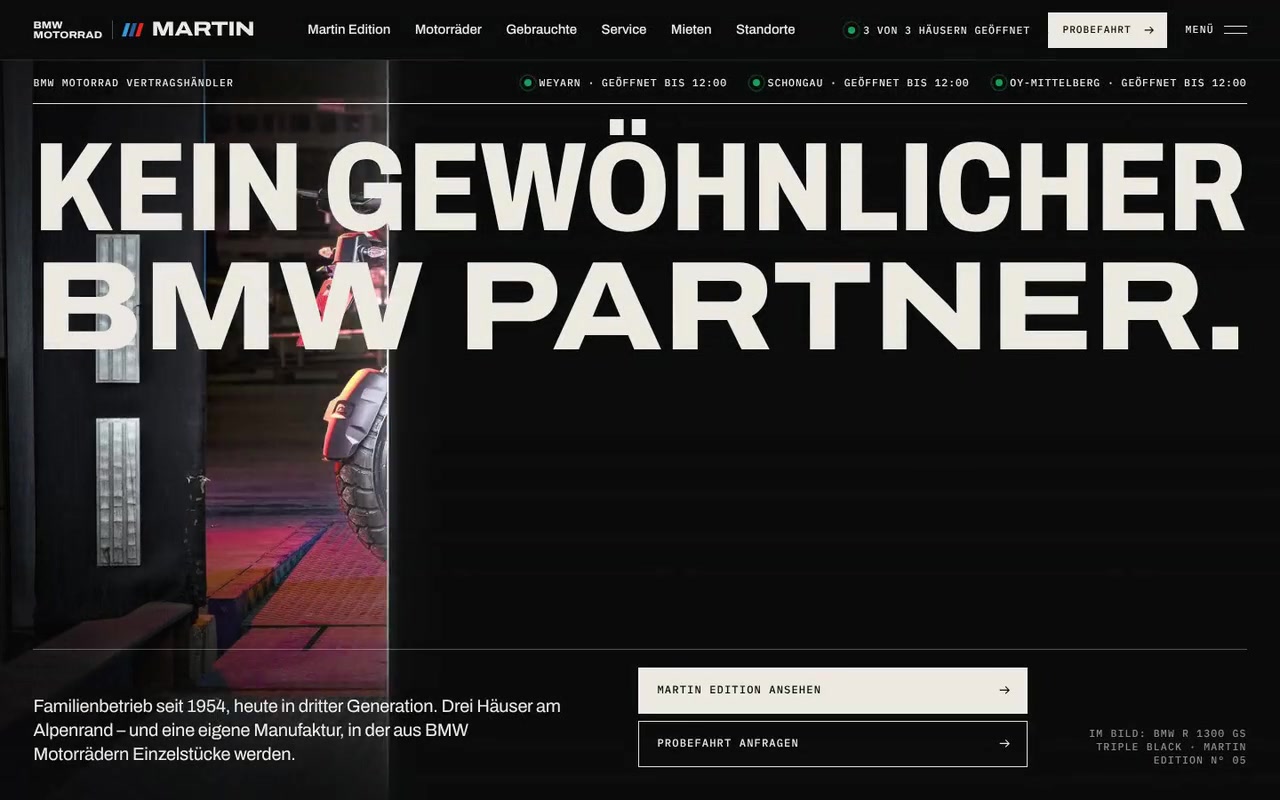 BMW
MOTORRAD
MARTIN
Martin Edition
Motorräder
Gebrauchte
Service
Mieten
Standorte
3 VON 3 HÄUSERN GEÖFFNET
PROBEFAHRT →
MENÜ
BMW MOTORRAD VERTRAGSHÄNDLER
WEYARN · GEÖFFNET BIS 12:00
SCHONGAU · GEÖFFNET BIS 12:00
OY-MITTELBERG · GEÖFFNET BIS 12:00
KEIN GEWÖHNLICHER
BMW PARTNER.
Familienbetrieb seit 1954, heute in dritter Generation. Drei Häuser am
Alpenrand – und eine eigene Manufaktur, in der aus BMW
Motorrädern Einzelstücke werden.
MARTIN EDITION ANSEHEN →
PROBEFAHRT ANFRAGEN →
IM BILD: BMW R 1300 GS
TRIPLE BLACK · MARTIN
EDITION N° 05